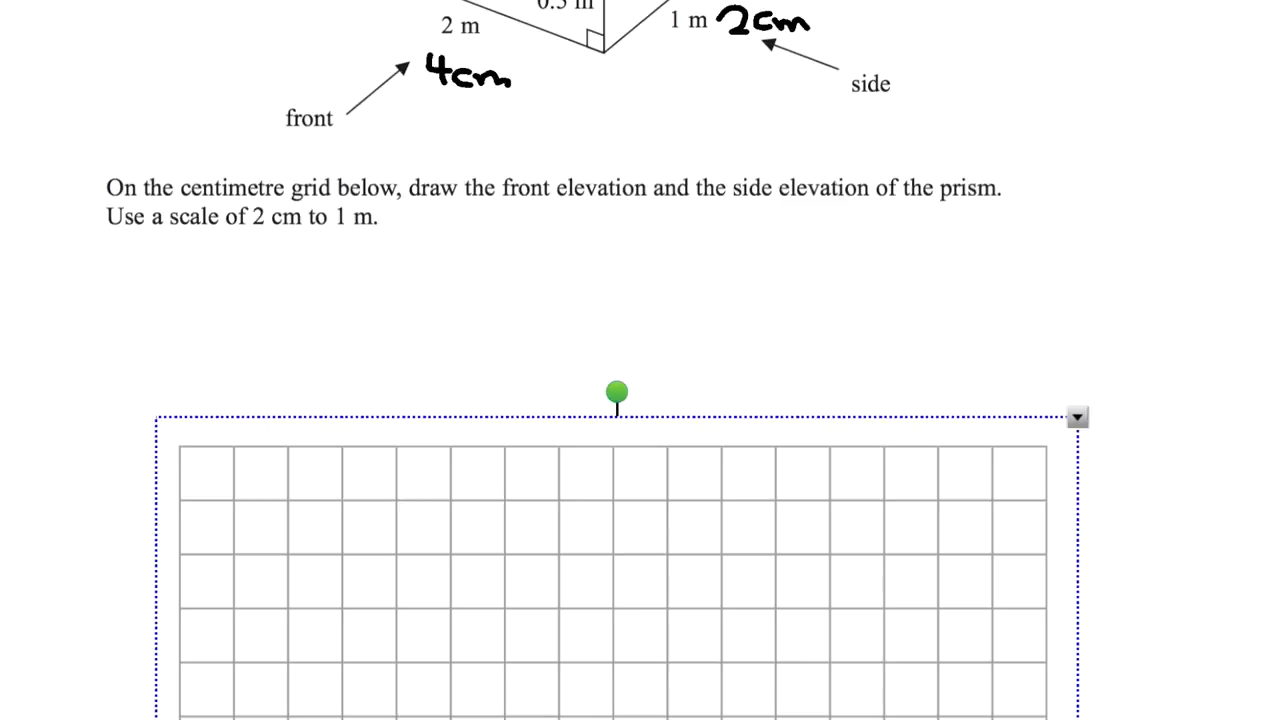 0.5 m
2 m
1 m 2cm
4cm
side
front
On the centimetre grid below, draw the front elevation and the side elevation of the prism.
Use a scale of 2 cm to 1 m.